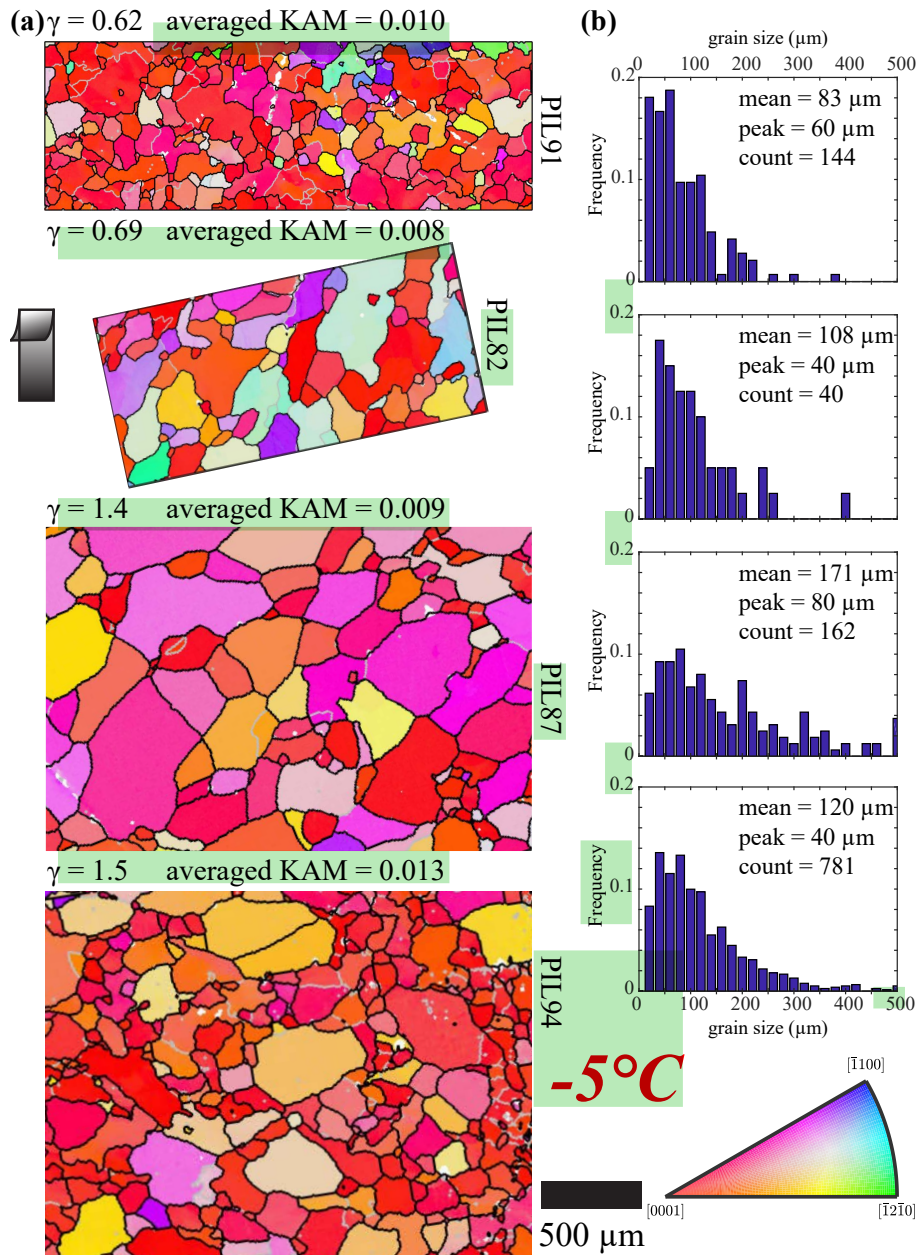 (a) γ = 0.62 averaged KAM = 0.010
PIL91
γ = 0.69 averaged KAM = 0.008
PIL82
γ = 1.4 averaged KAM = 0.009
PIL87
γ = 1.5 averaged KAM = 0.013
PIL94
-5°C
500 µm
(b)
grain size (µm)
0 100 200 300 400 500
0.2
0.1
0
Frequency
mean = 83 µm
peak = 60 µm
count = 144
0.2
0.1
0
mean = 108 µm
peak = 40 µm
count = 40
0.2
0.1
0
Frequency
mean = 171 µm
peak = 80 µm
count = 162
0.2
0.1
0
Frequency
mean = 120 µm
peak = 40 µm
count = 781
0 100 200 300 400 500
grain size (µm)
[1̄100]
[0001]
[1̄21̄0]